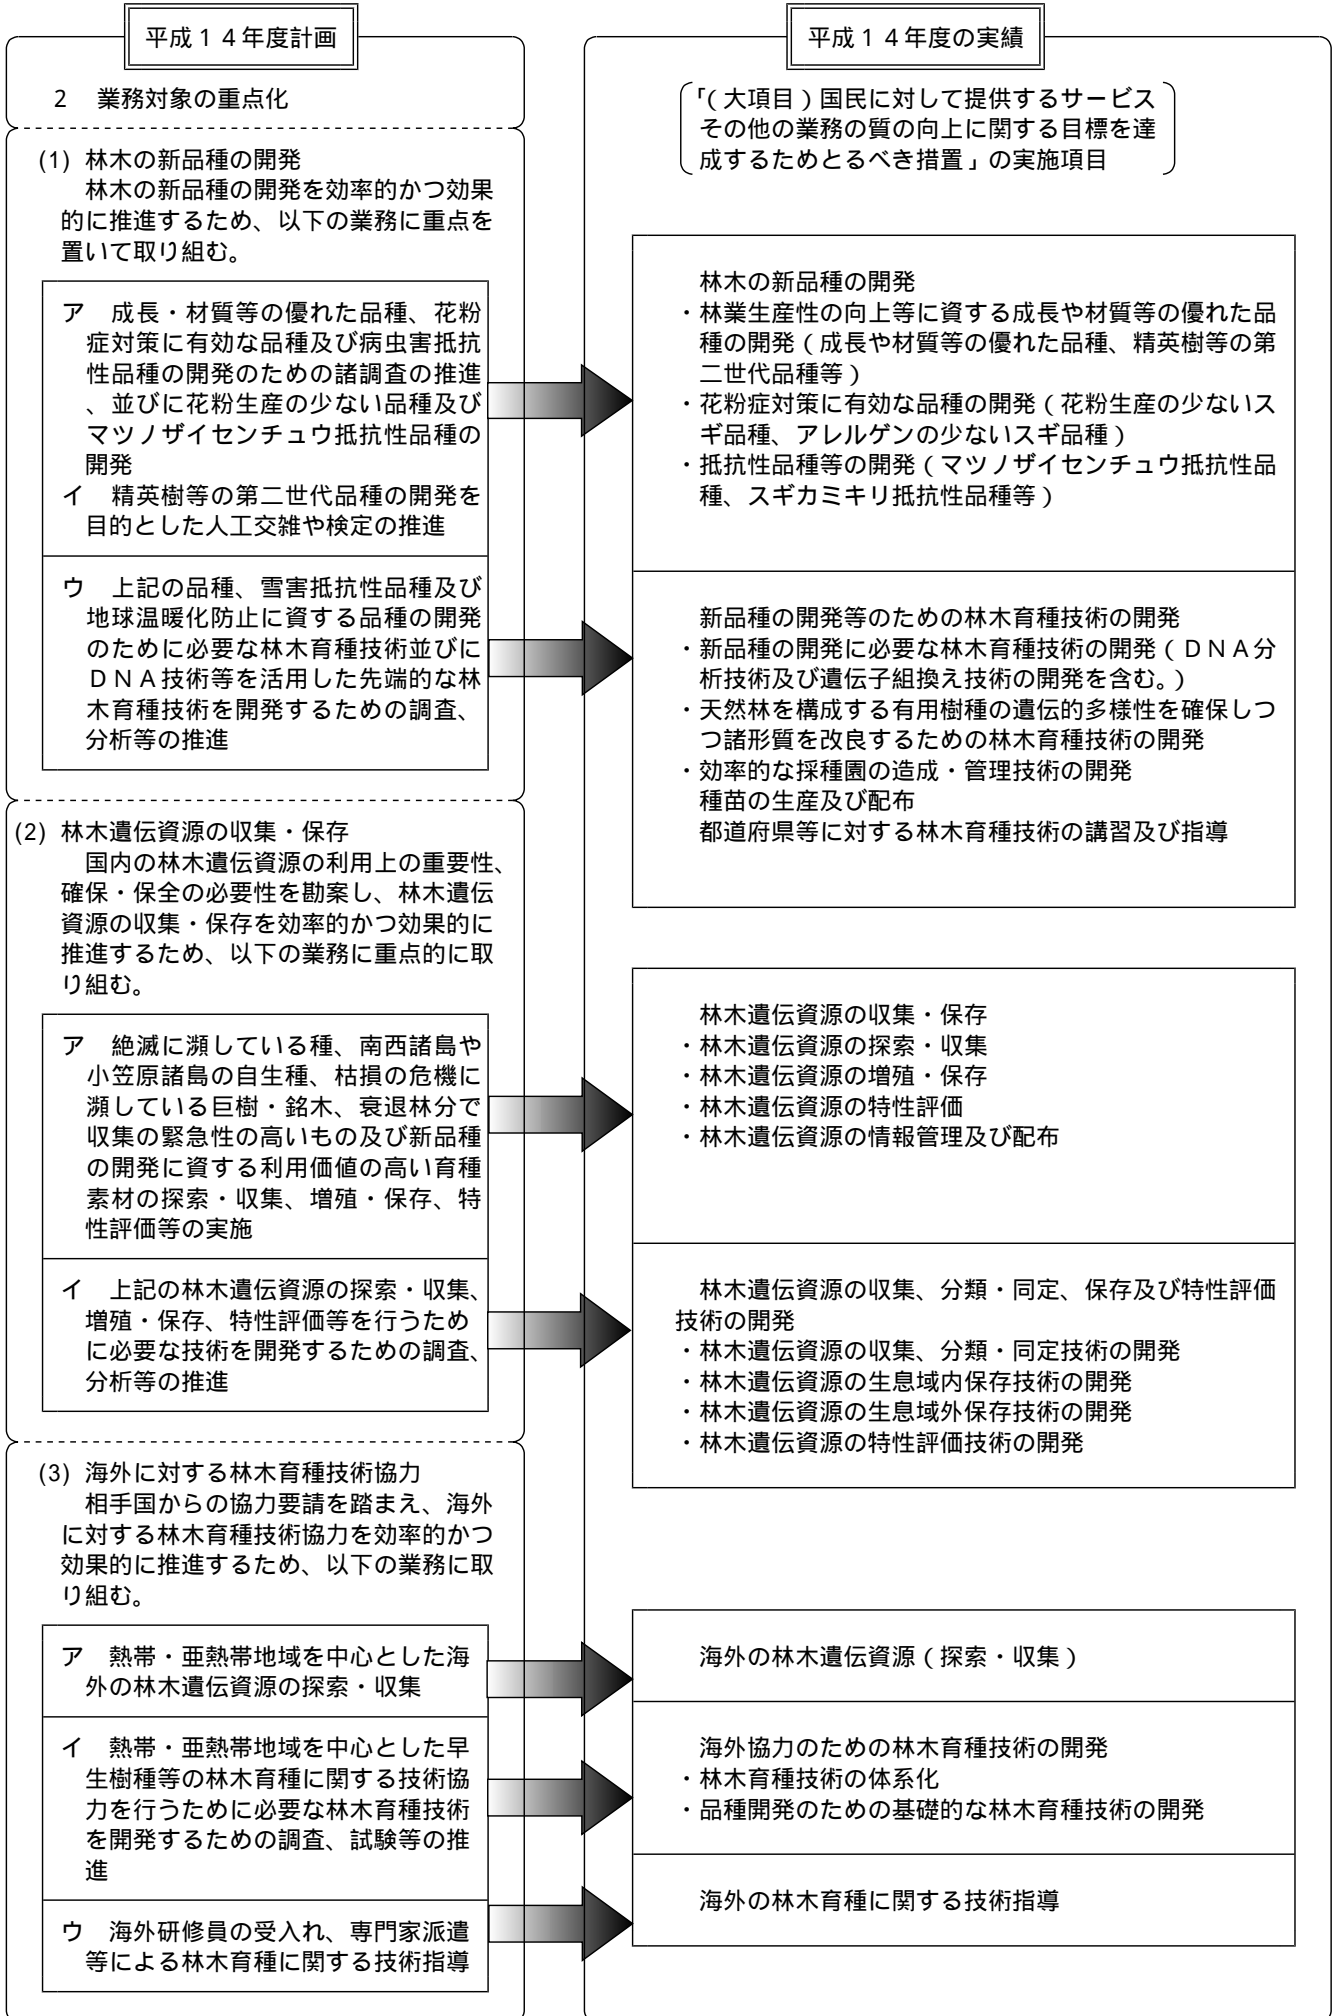 平成１４年度計画
2　業務対象の重点化
(1) 林木の新品種の開発
林木の新品種の開発を効率的かつ効果
的に推進するため、以下の業務に重点を
置いて取り組む。
ア　成長・材質等の優れた品種、花粉
症対策に有効な品種及び病虫害抵抗
性品種の開発のための諸調査の推進
、並びに花粉生産の少ない品種及び
マツノザイセンチュウ抵抗性品種の
開発
イ　精英樹等の第二世代品種の開発を
目的とした人工交雑や検定の推進
ウ　上記の品種、雪害抵抗性品種及び
地球温暖化防止に資する品種の開発
のために必要な林木育種技術並びに
ＤＮＡ技術等を活用した先端的な林
木育種技術を開発するための調査、
分析等の推進
(2) 林木遺伝資源の収集・保存
国内の林木遺伝資源の利用上の重要性、
確保・保全の必要性を勘案し、林木遺伝
資源の収集・保存を効率的かつ効果的に
推進するため、以下の業務に重点的に取
り組む。
ア　絶滅に瀕している種、南西諸島や
小笠原諸島の自生種、枯損の危機に
瀕している巨樹・銘木、衰退林分で
収集の緊急性の高いもの及び新品種
の開発に資する利用価値の高い育種
素材の探索・収集、増殖・保存、特
性評価等の実施
イ　上記の林木遺伝資源の探索・収集、
増殖・保存、特性評価等を行うため
に必要な技術を開発するための調査、
分析等の推進
(3) 海外に対する林木育種技術協力
相手国からの協力要請を踏まえ、海外
に対する林木育種技術協力を効率的かつ
効果的に推進するため、以下の業務に取
り組む。
ア　熱帯・亜熱帯地域を中心とした海
外の林木遺伝資源の探索・収集
イ　熱帯・亜熱帯地域を中心とした早
生樹種等の林木育種に関する技術協
力を行うために必要な林木育種技術
を開発するための調査、試験等の推
進
ウ　海外研修員の受入れ、専門家派遣
等による林木育種に関する技術指導
平成１４年度の実績
「（大項目）国民に対して提供するサービス
その他の業務の質の向上に関する目標を達
成するためとるべき措置」の実施項目
林木の新品種の開発
・林業生産性の向上等に資する成長や材質等の優れた品
種の開発（成長や材質等の優れた品種、精英樹等の第
二世代品種等）
・花粉症対策に有効な品種の開発（花粉生産の少ないス
ギ品種、アレルゲンの少ないスギ品種）
・抵抗性品種等の開発（マツノザイセンチュウ抵抗性品
種、スギカミキリ抵抗性品種等）
新品種の開発等のための林木育種技術の開発
・新品種の開発に必要な林木育種技術の開発（ＤＮＡ分
析技術及び遺伝子組換え技術の開発を含む。）
・天然林を構成する有用樹種の遺伝的多様性を確保しつ
つ諸形質を改良するための林木育種技術の開発
・効率的な採種園の造成・管理技術の開発
種苗の生産及び配布
都道府県等に対する林木育種技術の講習及び指導
林木遺伝資源の収集・保存
・林木遺伝資源の探索・収集
・林木遺伝資源の増殖・保存
・林木遺伝資源の特性評価
・林木遺伝資源の情報管理及び配布
林木遺伝資源の収集、分類・同定、保存及び特性評価
技術の開発
・林木遺伝資源の収集、分類・同定技術の開発
・林木遺伝資源の生息域内保存技術の開発
・林木遺伝資源の生息域外保存技術の開発
・林木遺伝資源の特性評価技術の開発
海外の林木遺伝資源（探索・収集）
海外協力のための林木育種技術の開発
・林木育種技術の体系化
・品種開発のための基礎的な林木育種技術の開発
海外の林木育種に関する技術指導